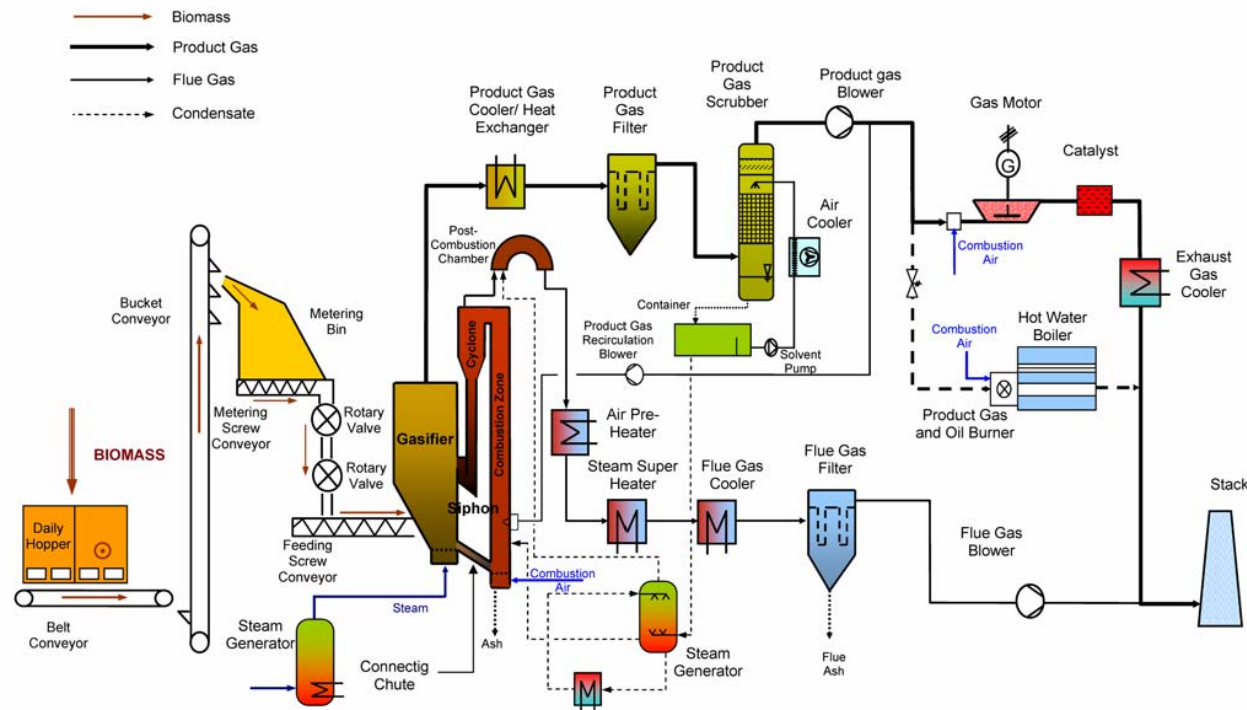 Biomass
Product Gas
Flue Gas
Condensate
Product Gas
Cooler/ Heat
Exchanger
Product
Gas
Filter
Product
Gas
Scrubber
Product gas
Blower
Gas Motor
G
Catalyst
Air
Cooler
Combustion
Air
Exhaust
Gas
Cooler
Post-
Combustion
Chamber
Bucket
Conveyor
Metering
Bin
Container
Product Gas
Recirculation
Blower
Solvent
Pump
Combustion
Air
Hot Water
Boiler
Product Gas
and Oil Burner
Cyclone
Combustion Zone
Gasifier
Siphon
Metering
Screw
Conveyor
Rotary
Valve
Rotary
Valve
Air Pre-
Heater
Steam Super
Heater
Flue Gas
Cooler
Flue Gas
Filter
Stack
BIOMASS
Daily
Hopper
Feeding
Screw
Conveyor
Flue Gas
Blower
Combustion
Air
Belt
Conveyor
Steam
Generator
Steam
Ash
Connectig
Chute
Steam
Generator
Flue
Ash